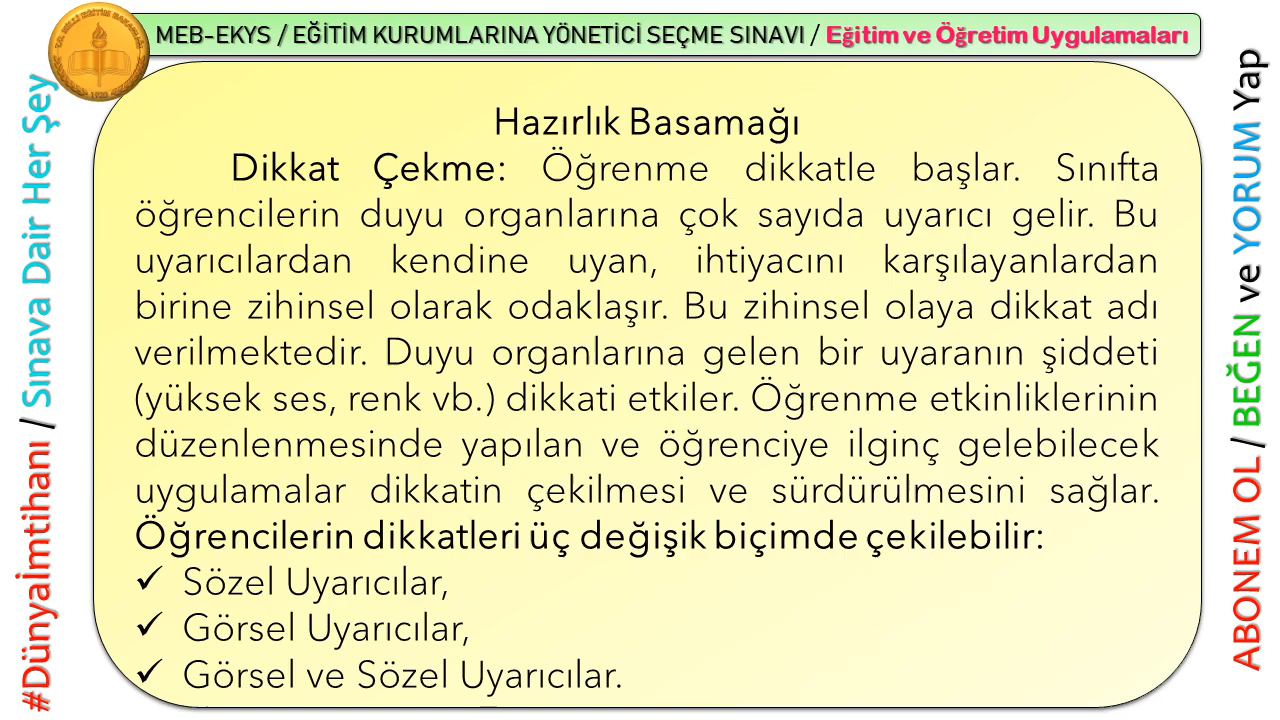 MEB-EKYS / EĞİTİM KURUMLARINA YÖNETİCİ SEÇME SINAVI / Eğitim ve Öğretim Uygulamaları
#Dünyaimtihanı / Sınava Dair Her Şey
Hazırlık Basamağı
Dikkat Çekme: Öğrenme dikkatle başlar. Sınıfta
öğrencilerin duyu organlarına çok sayıda uyarıcı gelir. Bu
uyarıcılardan kendine uyan, ihtiyacını karşılayanlardan
birine zihinsel olarak odaklaşır. Bu zihinsel olaya dikkat adı
verilmektedir. Duyu organlarına gelen bir uyaranın şiddeti
(yüksek ses, renk vb.) dikkati etkiler. Öğrenme etkinliklerinin
düzenlenmesinde yapılan ve öğrenciye ilginç gelebilecek
uygulamalar dikkatin çekilmesi ve sürdürülmesini sağlar.
Öğrencilerin dikkatleri üç değişik biçimde çekilebilir:
✓ Sözel Uyarıcılar,
✓ Görsel Uyarıcılar,
✓ Görsel ve Sözel Uyarıcılar.
ABONEM OL / BEĞEN ve YORUM Yap